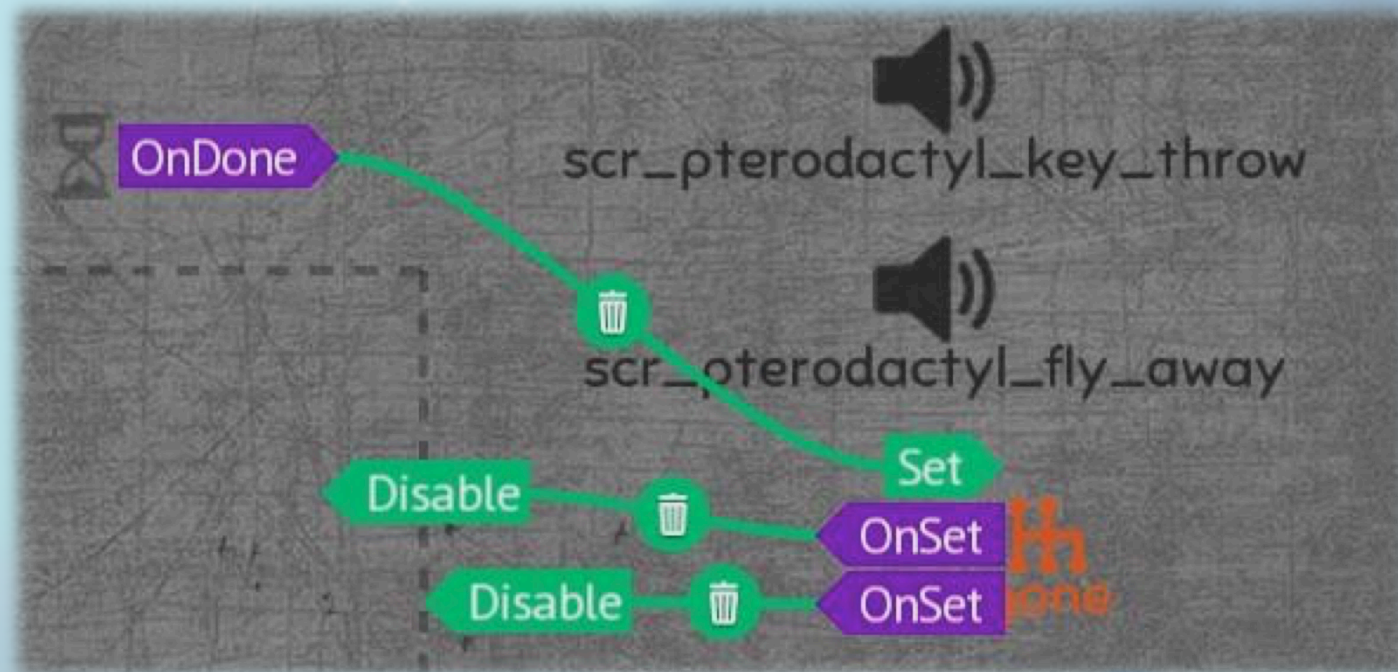 OnDone
scr_pterodactyl_key_throw
scr_pterodactyl_fly_away
Set
Disable
OnSet
Disable
OnSet